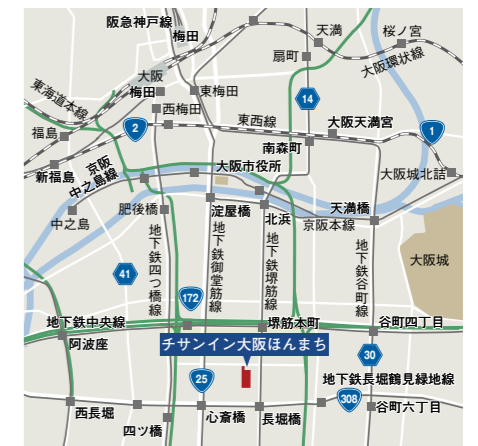 阪急神戸線
梅田
天満
桜ノ宮
扇町
大阪環状線
大阪
梅田
東梅田
東海道本線
西梅田
14
2
東西線
大阪天満宮
1
福島
南森町
新福島
京阪
中之島線
大阪市役所
大阪城北詰
中之島
肥後橋
淀屋橋
北浜
天満橋
京阪本線
地下鉄四つ橋線
地下鉄御堂筋線
地下鉄堺筋線
地下鉄谷町線
大阪城
41
172
地下鉄中央線
堺筋本町
谷町四丁目
阿波座
チサンイン大阪ほんまち
30
25
地下鉄長堀鶴見緑地線
308
西長堀
心斎橋
長堀橋
谷町六丁目
四ツ橋